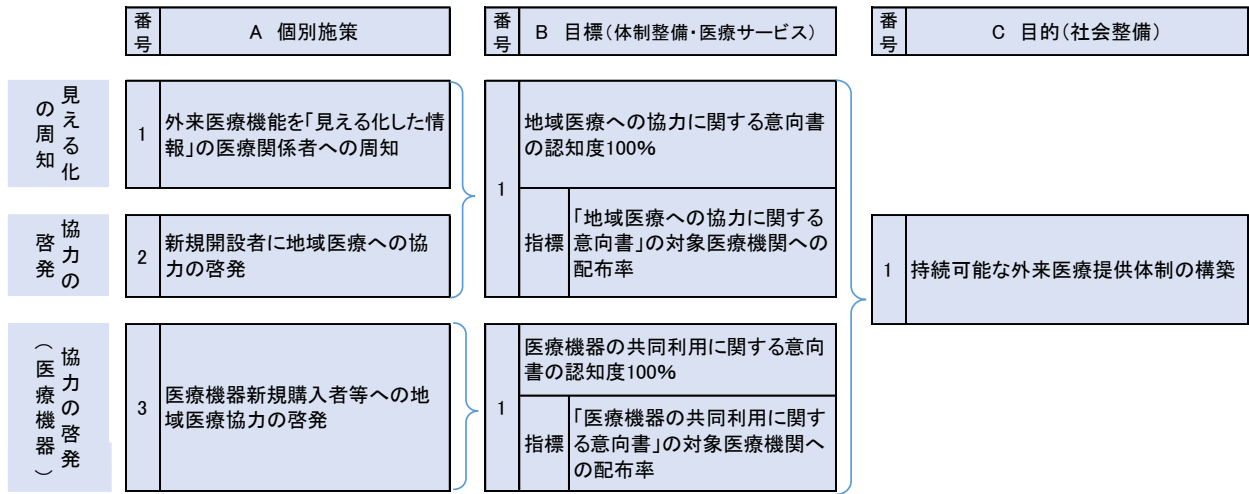 番号
A 個別施策
番号
B 目標(体制整備・医療サービス)
番号
C 目的(社会整備)
見える化
の周知
1
外来医療機能を「見える化した情
報」の医療関係者への周知
協力の
啓発
2
新規開設者に地域医療への協
力の啓発
協力の啓発
(医療機器)
3
医療機器新規購入者等への地
域医療協力の啓発
1
地域医療への協力に関する意向書
の認知度100%
指標
「地域医療への協力に関する
意向書」の対象医療機関への
配布率
1
医療機器の共同利用に関する意向
書の認知度100%
指標
「医療機器の共同利用に関す
る意向書」の対象医療機関へ
の配布率
1
持続可能な外来医療提供体制の構築